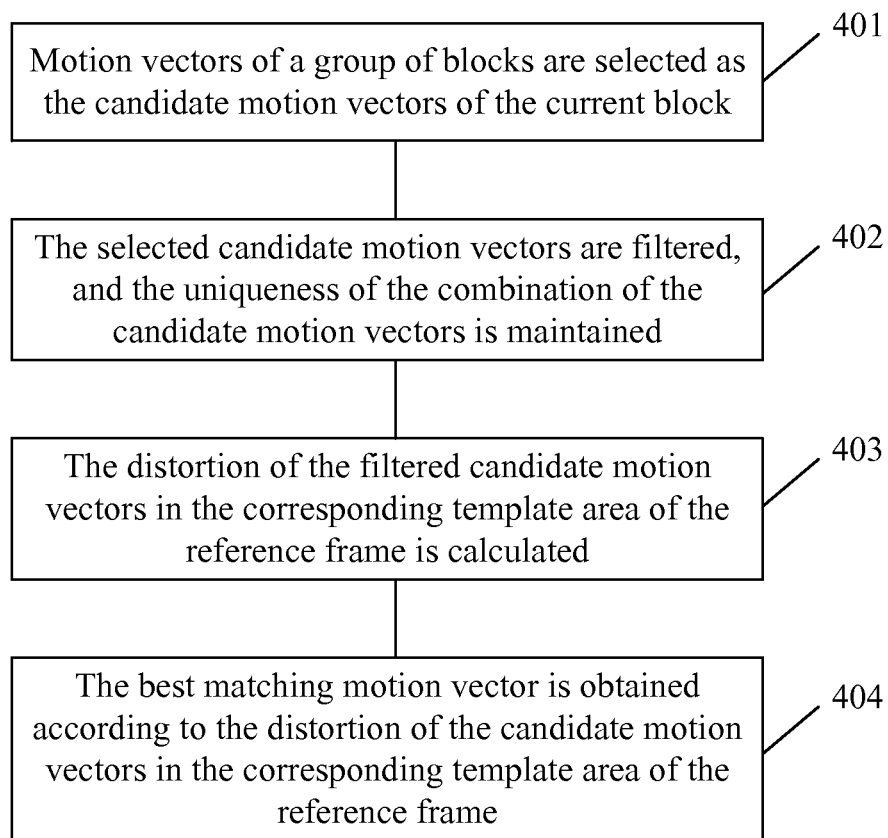 401
Motion vectors of a group of blocks are selected as
the candidate motion vectors of the current block
402
The selected candidate motion vectors are filtered,
and the uniqueness of the combination of the
candidate motion vectors is maintained
403
The distortion of the filtered candidate motion
vectors in the corresponding template area of the
reference frame is calculated
404
The best matching motion vector is obtained
according to the distortion of the candidate motion
vectors in the corresponding template area of the
reference frame